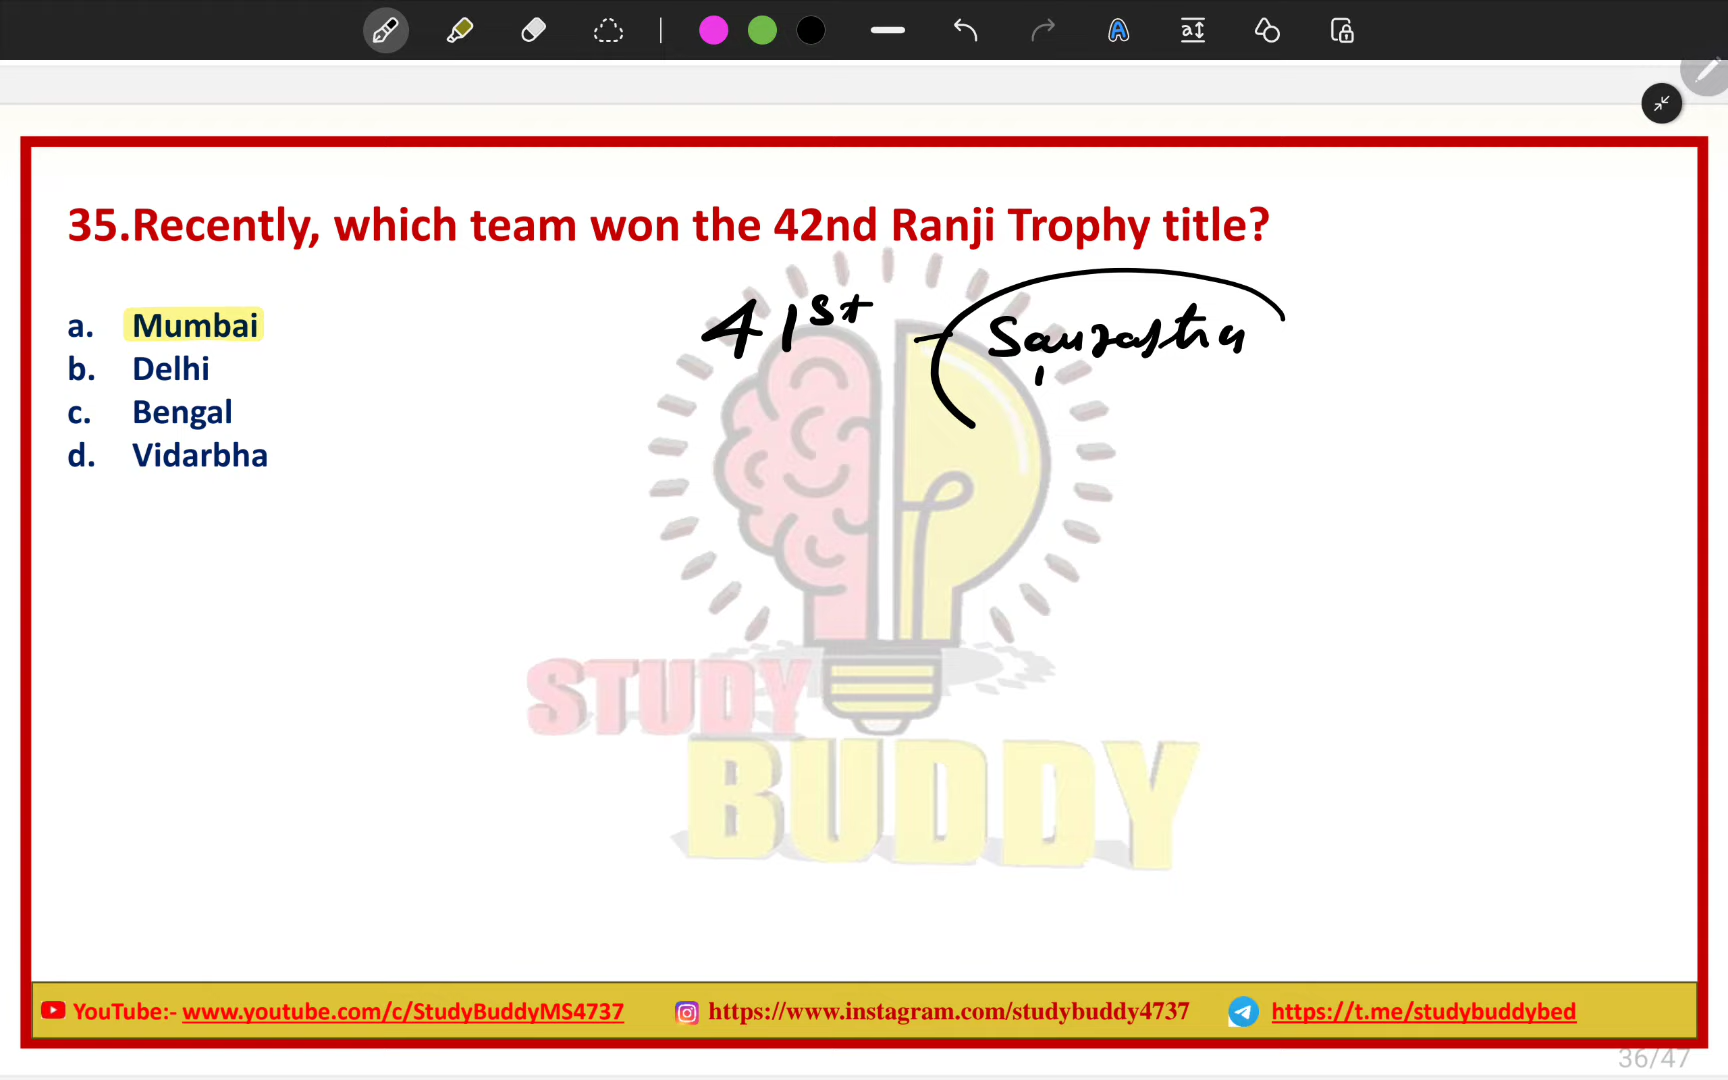 35.Recently, which team won the 42nd Ranji Trophy title?
a. Mumbai
b. Delhi
c. Bengal
d. Vidarbha
41st - Saurastra
STUDY
BUDDY
YouTube:- www.youtube.com/c/StudyBuddyMS4737 https://www.instagram.com/studybuddy4737 https://t.me/studybuddybed
36/47